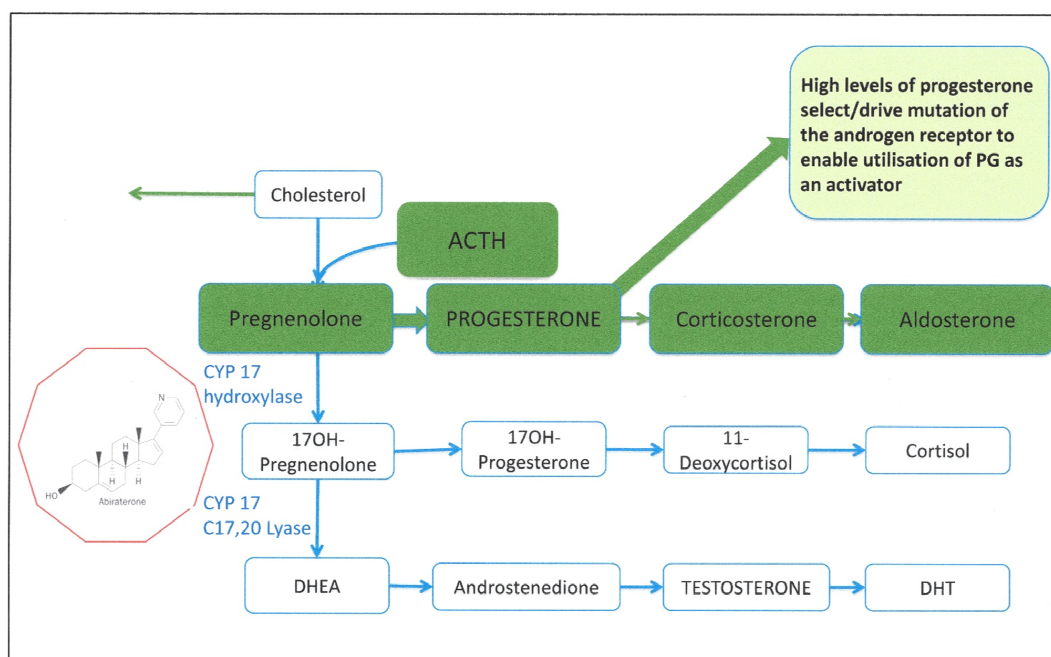 High levels of progesterone
select/drive mutation of
the androgen receptor to
enable utilisation of PG as
an activator
Cholesterol
ACTH
Pregnenolone
PROGESTERONE
Corticosterone
Aldosterone
CYP 17
hydroxylase
N
H
H
H
HO
Abiraterone
17OH-
Pregnenolone
17OH-
Progesterone
11-
Deoxycortisol
Cortisol
CYP 17
C17,20 Lyase
DHEA
Androstenedione
TESTOSTERONE
DHT